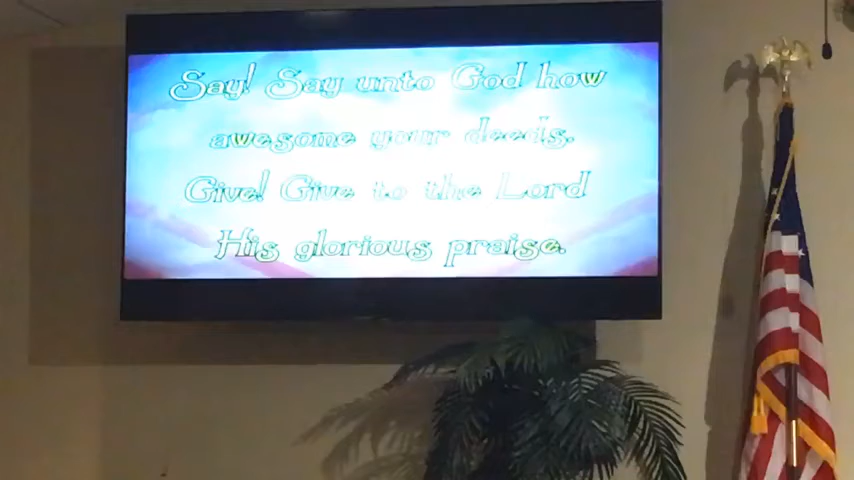 Say! Say unto God how
awesome your deeds.
Give! Give to the Lord
His glorious praise.